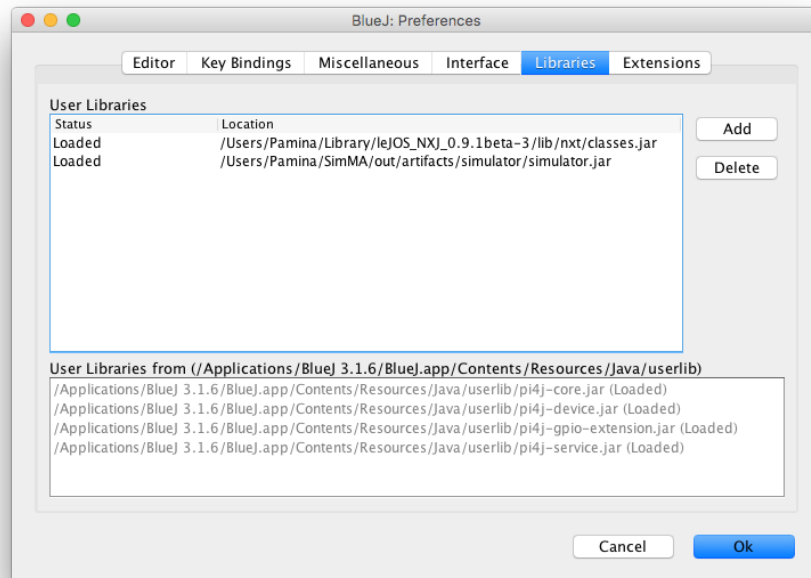 BlueJ: Preferences
Editor Key Bindings Miscellaneous Interface Libraries Extensions
User Libraries
Status Location
Loaded /Users/Pamina/Library/leJOS_NXJ_0.9.1beta-3/lib/nxt/classes.jar
Loaded /Users/Pamina/SimMA/out/artifacts/simulator/simulator.jar
Add
Delete
User Libraries from (/Applications/BlueJ 3.1.6/BlueJ.app/Contents/Resources/Java/userlib)
/Applications/BlueJ 3.1.6/BlueJ.app/Contents/Resources/Java/userlib/pi4j-core.jar (Loaded)
/Applications/BlueJ 3.1.6/BlueJ.app/Contents/Resources/Java/userlib/pi4j-device.jar (Loaded)
/Applications/BlueJ 3.1.6/BlueJ.app/Contents/Resources/Java/userlib/pi4j-gpio-extension.jar (Loaded)
/Applications/BlueJ 3.1.6/BlueJ.app/Contents/Resources/Java/userlib/pi4j-service.jar (Loaded)
Cancel Ok